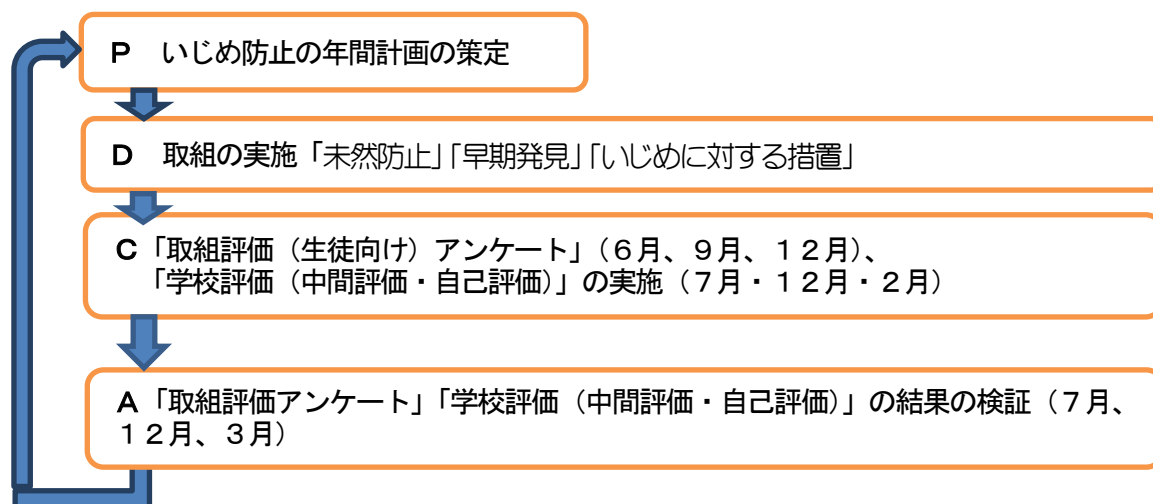 P　いじめ防止の年間計画の策定
D　取組の実施「未然防止」「早期発見」「いじめに対する措置」
C「取組評価（生徒向け）アンケート」（６月、９月、１２月）、
「学校評価（中間評価・自己評価）」の実施（７月・１２月・２月）
A「取組評価アンケート」「学校評価（中間評価・自己評価）」の結果の検証（７月、
１２月、３月）